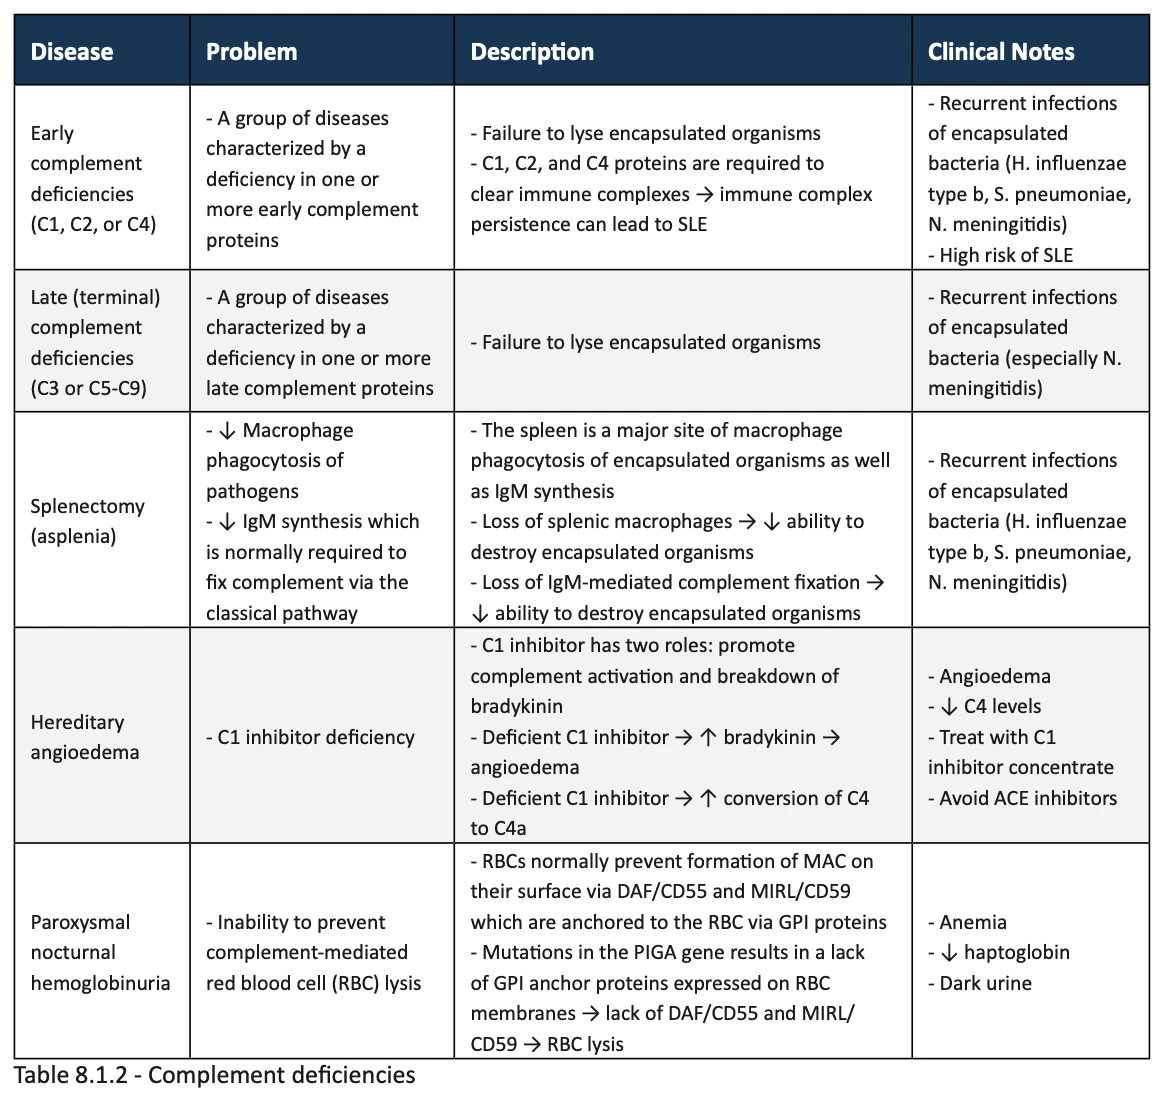 Disease
Problem
Description
Clinical Notes
Early
complement
deficiencies
(C1, C2, or C4)
- A group of diseases
characterized by a
deficiency in one or
more early complement
proteins
- Failure to lyse encapsulated organisms
- C1, C2, and C4 proteins are required to
clear immune complexes → immune complex
persistence can lead to SLE
- Recurrent infections
of encapsulated
bacteria (H. influenzae
type b, S. pneumoniae,
N. meningitidis)
- High risk of SLE
Late (terminal)
complement
deficiencies
(C3 or C5-C9)
- A group of diseases
characterized by a
deficiency in one or more
late complement proteins
- Failure to lyse encapsulated organisms
- Recurrent infections
of encapsulated
bacteria (especially N.
meningitidis)
Splenectomy
(asplenia)
- ↓ Macrophage
phagocytosis of
pathogens
- ↓ IgM synthesis which
is normally required to
fix complement via the
classical pathway
- The spleen is a major site of macrophage
phagocytosis of encapsulated organisms as well
as IgM synthesis
- Loss of splenic macrophages → ↓ ability to
destroy encapsulated organisms
- Loss of IgM-mediated complement fixation →
↓ ability to destroy encapsulated organisms
- Recurrent infections
of encapsulated
bacteria (H. influenzae
type b, S. pneumoniae,
N. meningitidis)
Hereditary
angioedema
- C1 inhibitor deficiency
- C1 inhibitor has two roles: promote
complement activation and breakdown of
bradykinin
- Deficient C1 inhibitor → ↑ bradykinin →
angioedema
- Deficient C1 inhibitor → ↑ conversion of C4
to C4a
- Angioedema
- ↓ C4 levels
- Treat with C1
inhibitor concentrate
- Avoid ACE inhibitors
Paroxysmal
nocturnal
hemoglobinuria
- Inability to prevent
complement-mediated
red blood cell (RBC) lysis
- RBCs normally prevent formation of MAC on
their surface via DAF/CD55 and MIRL/CD59
which are anchored to the RBC via GPI proteins
- Mutations in the PIGA gene results in a lack
of GPI anchor proteins expressed on RBC
membranes → lack of DAF/CD55 and MIRL/
CD59 → RBC lysis
- Anemia
- ↓ haptoglobin
- Dark urine
Table 8.1.2 - Complement deficiencies